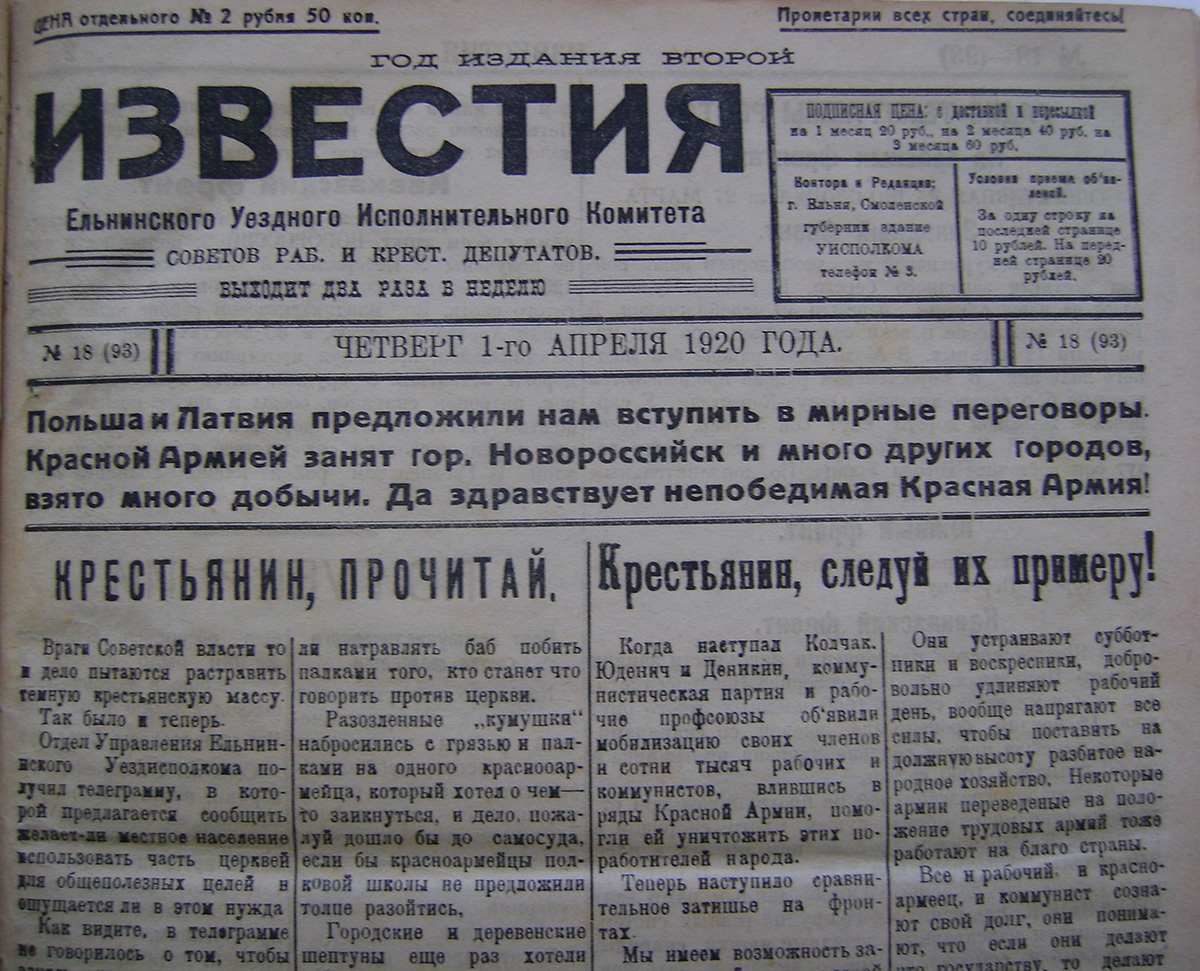 ЦЕНА отдельного № 2 рубля 50 коп.
Пролетарии всех стран, соединяйтесь!
ГОД ИЗДАНИЯ ВТОРОЙ
ИЗВЕСТИЯ
Ельнинского Уездного Исполнительного Комитета
СОВЕТОВ РАБ. И КРЕСТ. ДЕПУТАТОВ.
ВЫХОДИТ ДВА РАЗА В НЕДЕЛЮ
ПОДПИСНАЯ ЦЕНА: с доставкой и пересылкой
на 1 месяц 20 руб., на 2 месяца 40 руб. на
3 месяца 60 руб.
Контора и Редакция:
г. Ельня, Смоленской
губернии здание
УИСПОЛКОМА
телефон № 3.
Условия приема об'яв-
лений.
За одну строку на
последней странице
10 рублей. На перед-
ней странице 20
рублей.
№ 18 (93)
ЧЕТВЕРГ 1-го АПРЕЛЯ 1920 ГОДА.
№ 18 (93)
Польша и Латвия предложили нам вступить в мирные переговоры.
Красной Армией занят гор. Новороссийск и много других городов,
взято много добычи. Да здравствует непобедимая Красная Армия!
КРЕСТЬЯНИН, ПРОЧИТАЙ.
Враги Советской власти то
и дело пытаются растравить
темную крестьянскую массу.
Так было и теперь.
Отдел Управления Ельнин-
нского Уездисполкома по-
лучил телеграмму, в кото-
рой предлагается сообщить
желает-ли местное население
использовать часть церквей
для общеполезных целей и
ощущается ли в этом нужда
Как видите, в телеграмме
не говорилось о том, чтобы
ли натравлять баб побить
палками того, кто станет что
говорить против церкви.
Разозленные „кумушки“
набросились с грязью и пал-
ками на одного красноар-
мейца, который хотел о чем—
то заикнуться, и дело, пожа-
луй дошло бы до самосуда,
если бы красноармейцы пол-
ковой школы не предложили
толпе разойтись,
Городские и деревенские
шептуны еще раз хотели
Крестьянин, следуй их примеру!
Когда наступал Колчак.
Юденич и Деникин, комму-
нистическая партия и рабо-
чие профсоюзы об'явили
мобилизацию своих членов
и сотни тысяч рабочих и
коммунистов, влившись в
ряды Красной Армии, помо-
гли ей уничтожить этих по-
работителей народа.
Теперь наступило сравни-
тельное затишье на фрон-
тах.
Мы имеем возможность за-
Они устраивают суббот-
ники и воскресники, добро-
вольно удлиняют рабочий
день, вообще напрягают все
силы, чтобы поставить на
должную высоту разбитое на-
родное хозяйство. Некоторые
армии переведеные на поло-
жение трудовых армий тоже
работают на благо страны.
Все и рабочий и красно-
армеец, и коммунист созна-
ют свой долг, они понима-
ют, что если они делают
что государству, то делают